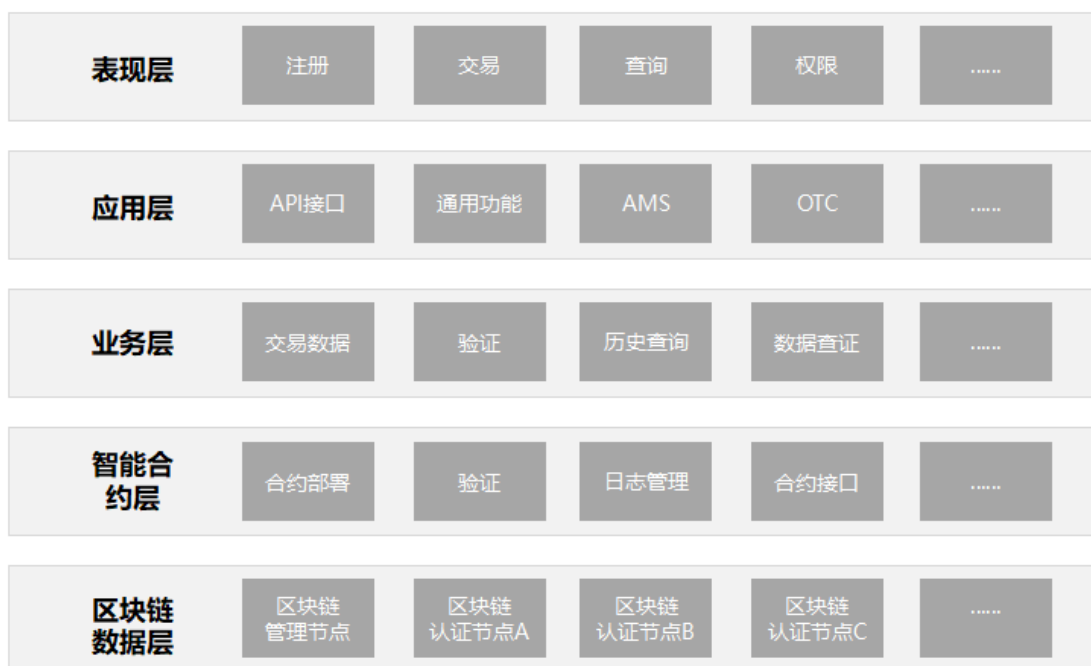 表现层
注册
交易
查询
权限
......
应用层
API接口
通用功能
AMS
OTC
......
业务层
交易数据
验证
历史查询
数据查证
......
智能合
约层
合约部署
验证
日志管理
合约接口
......
区块链
数据层
区块链
管理节点
区块链
认证节点A
区块链
认证节点B
区块链
认证节点C
......